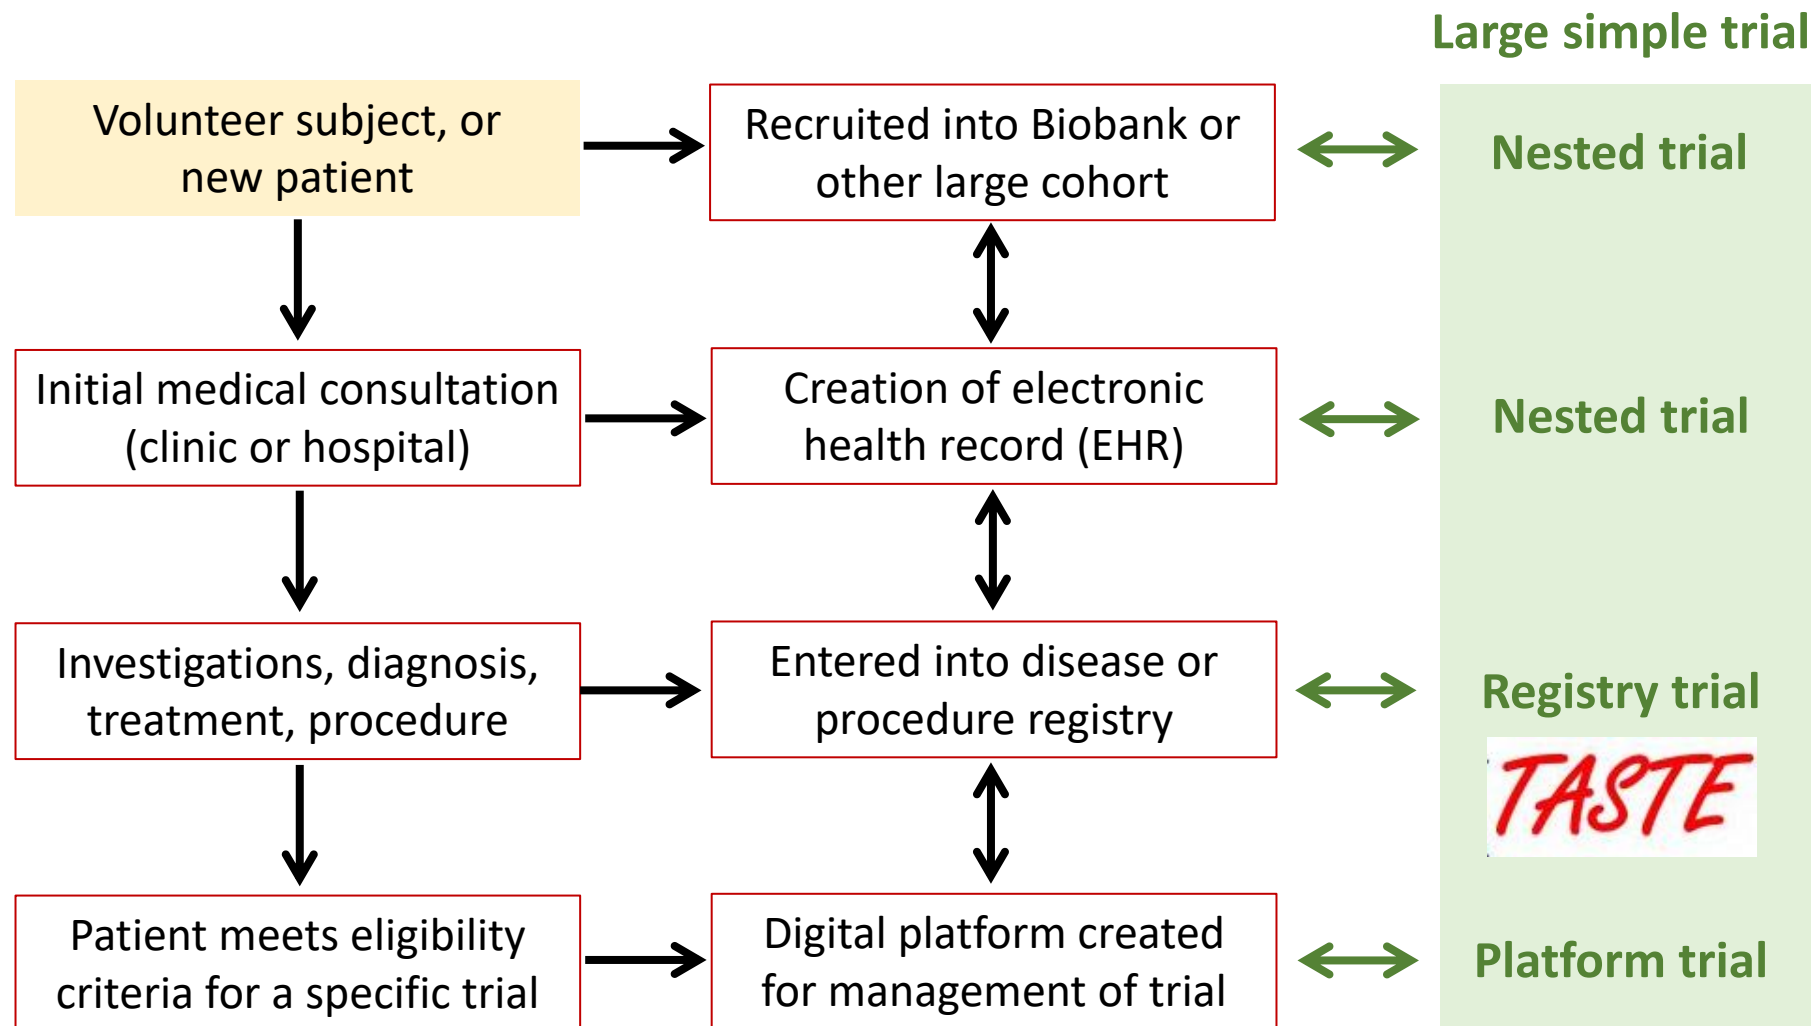 Large simple trial
Volunteer subject, or
new patient
Recruited into Biobank or
other large cohort
Nested trial
Initial medical consultation
(clinic or hospital)
Creation of electronic
health record (EHR)
Nested trial
Investigations, diagnosis,
treatment, procedure
Entered into disease or
procedure registry
Registry trial
TASTE
Patient meets eligibility
criteria for a specific trial
Digital platform created
for management of trial
Platform trial